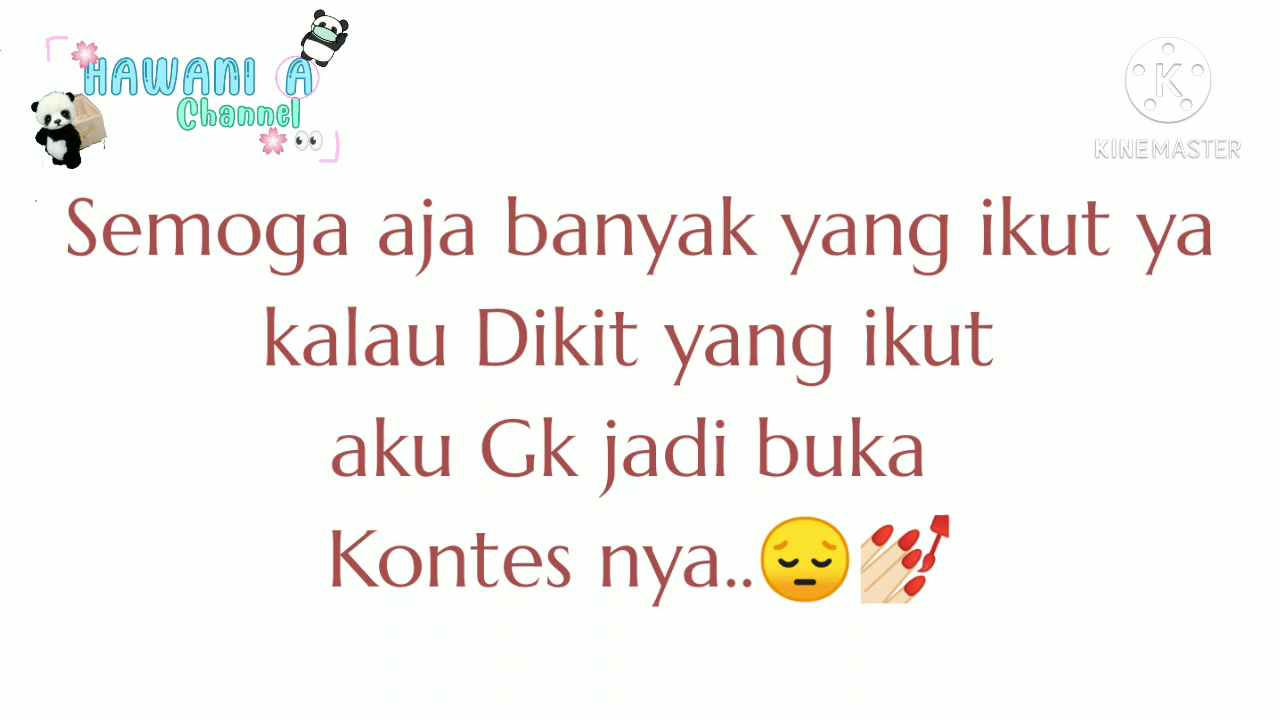 HAWANI A
Channel
K
KINEMASTER
Semoga aja banyak yang ikut ya
kalau Dikit yang ikut
aku Gk jadi buka
Kontes nya..😔💅🏻